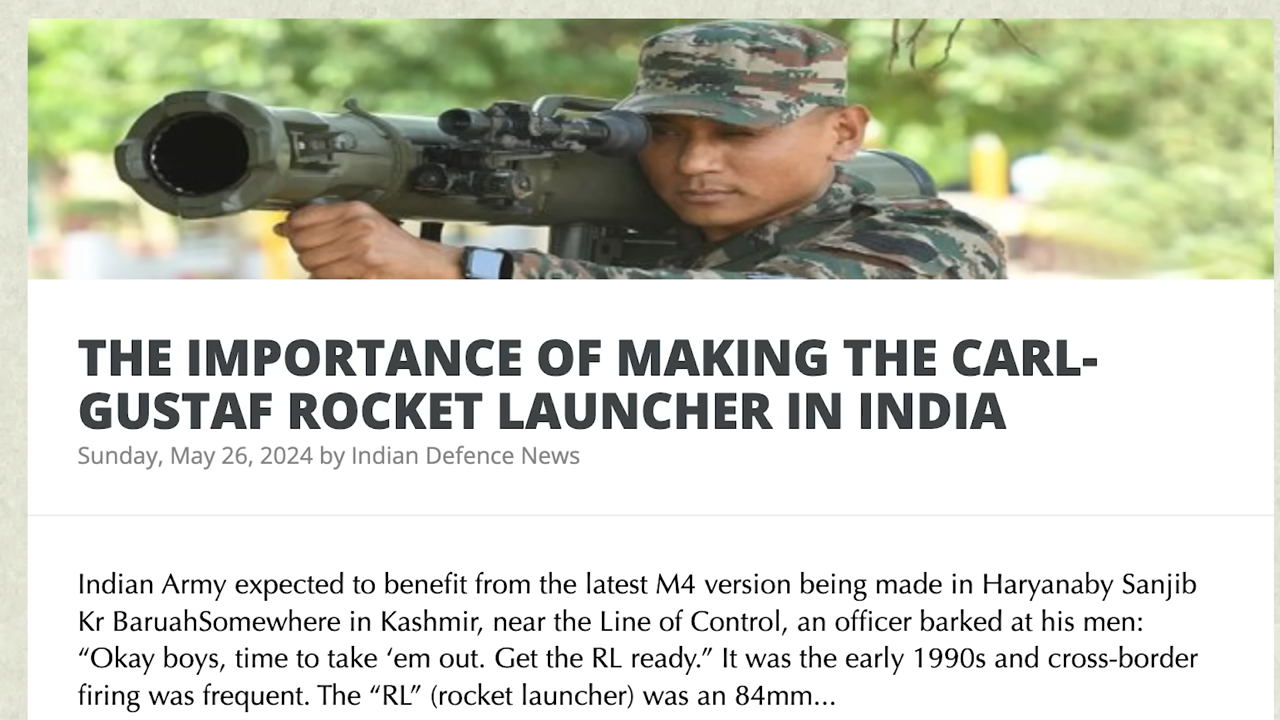 THE IMPORTANCE OF MAKING THE CARL-
GUSTAF ROCKET LAUNCHER IN INDIA
Sunday, May 26, 2024 by Indian Defence News
Indian Army expected to benefit from the latest M4 version being made in Haryanaby Sanjib
Kr BaruahSomewhere in Kashmir, near the Line of Control, an officer barked at his men:
“Okay boys, time to take ‘em out. Get the RL ready.” It was the early 1990s and cross-border
firing was frequent. The “RL” (rocket launcher) was an 84mm...